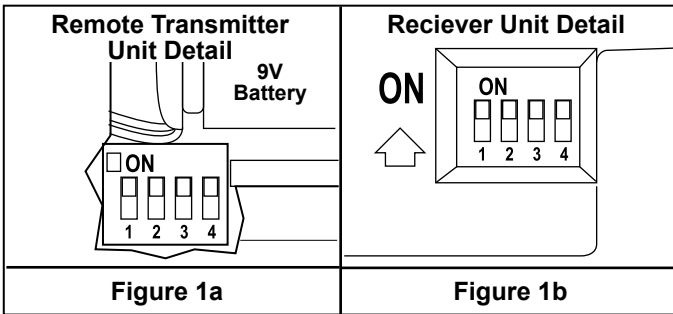 Remote Transmitter
Unit Detail
9V
Battery
ON
1 2 3 4
Figure 1a
Reciever Unit Detail
ON
ON
1 2 3 4
Figure 1b